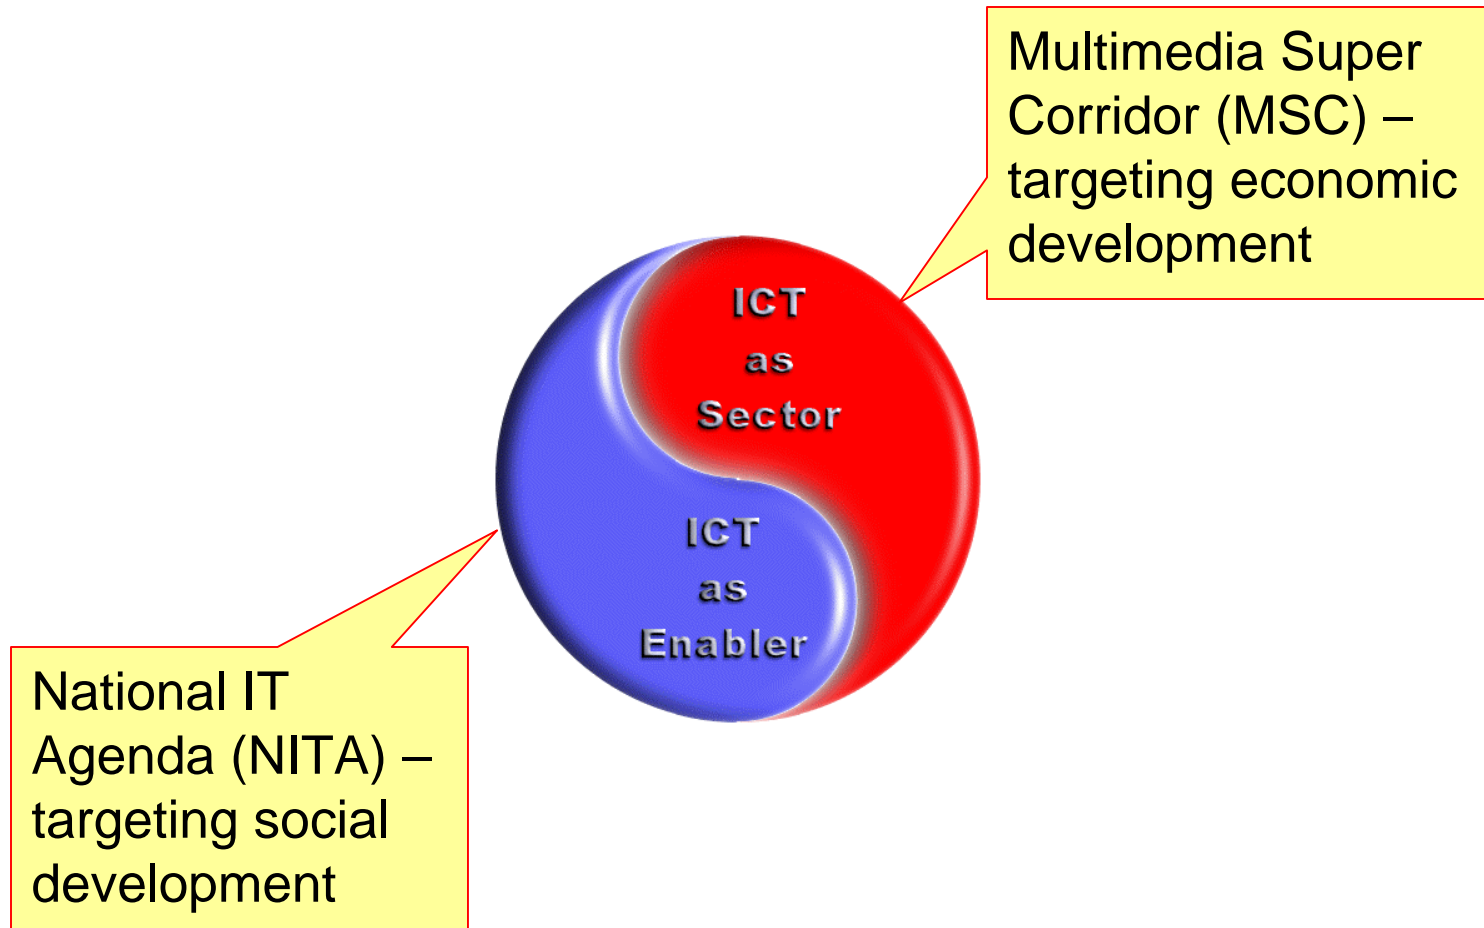 Multimedia Super
Corridor (MSC) –
targeting economic
development
ICT
as
Sector
ICT
as
Enabler
National IT
Agenda (NITA) –
targeting social
development